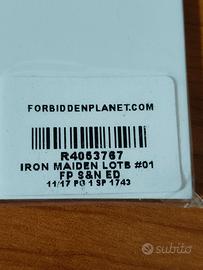 FORBIDDENPLANET.COM
R4053767
IRON MAIDEN LOTB #01
FP S&N ED
11/17 PG 1 SP 1743
subito